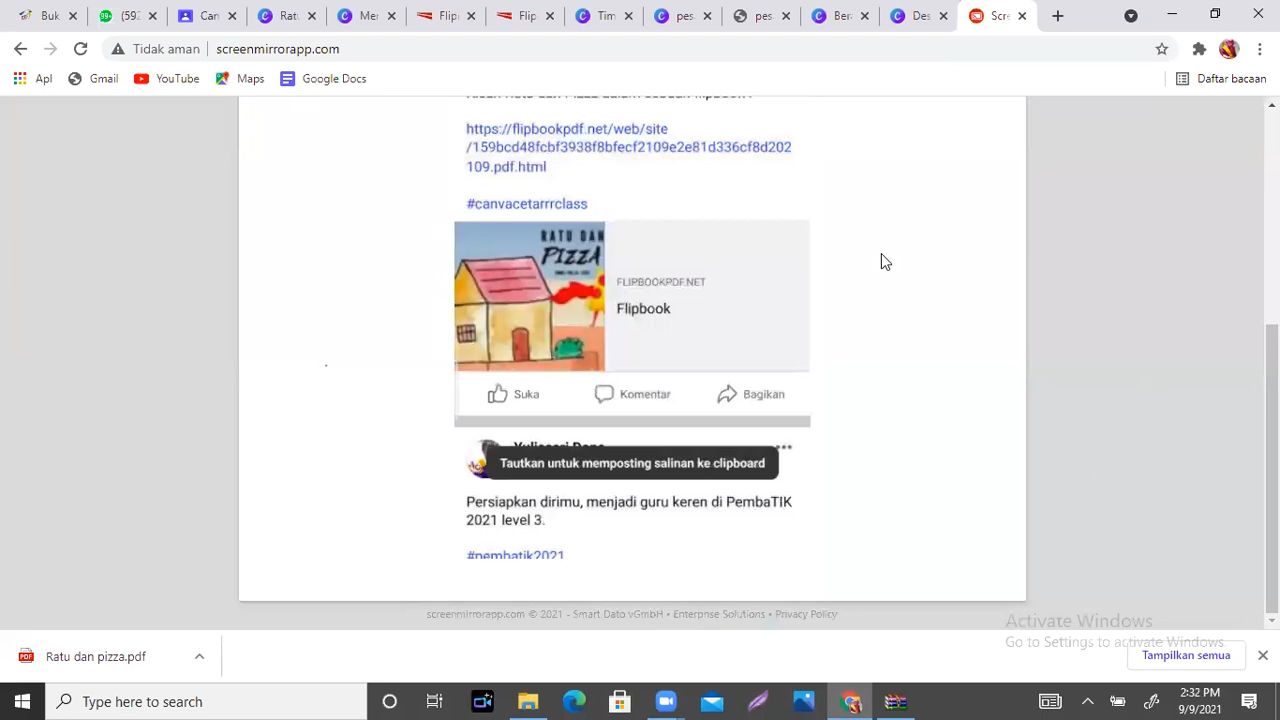 Buk
(592
Can
Ratu
Me
Flip
Flip
Tim
pes
pes
Ber
Des
Scr
Tidak aman
screenmirrorapp.com
Apl
Gmail
YouTube
Maps
Google Docs
Daftar bacaan
https://flipbookpdf.net/web/site
/159bcd48fcbf3938f8bfecf2109e2e81d336cf8d202
109.pdf.html
#canvacetarrrclass
RATU DAN
PIZZA
FLIPBOOKPDF.NET
Flipbook
Suka
Komentar
Bagikan
Tautkan untuk memposting salinan ke clipboard
Persiapkan dirimu, menjadi guru keren di PembaTIK
2021 level 3.
#pembatik2021
screenmirrorapp.com © 2021 - Smart Dato vGmbH • Enterprise Solutions • Privacy Policy
Activate Windows
Go to Settings to activate Windows.
Ratu dan pizza.pdf
Tampilkan semua
Type here to search
2:32 PM
9/9/2021